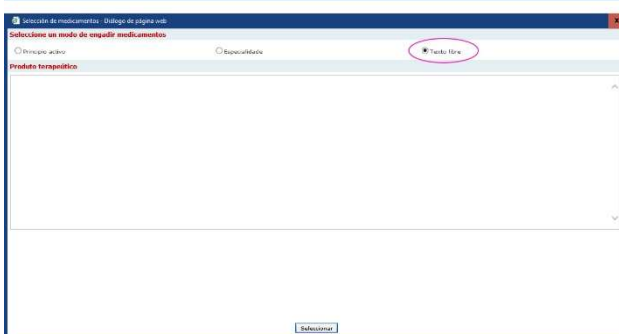 Selección de medicamentos - Diálogo de página web
Seleccione un modo de engadir medicamentos
Principio activo
Especialidade
Texto libre
Produto terapeútico
Seleccionar